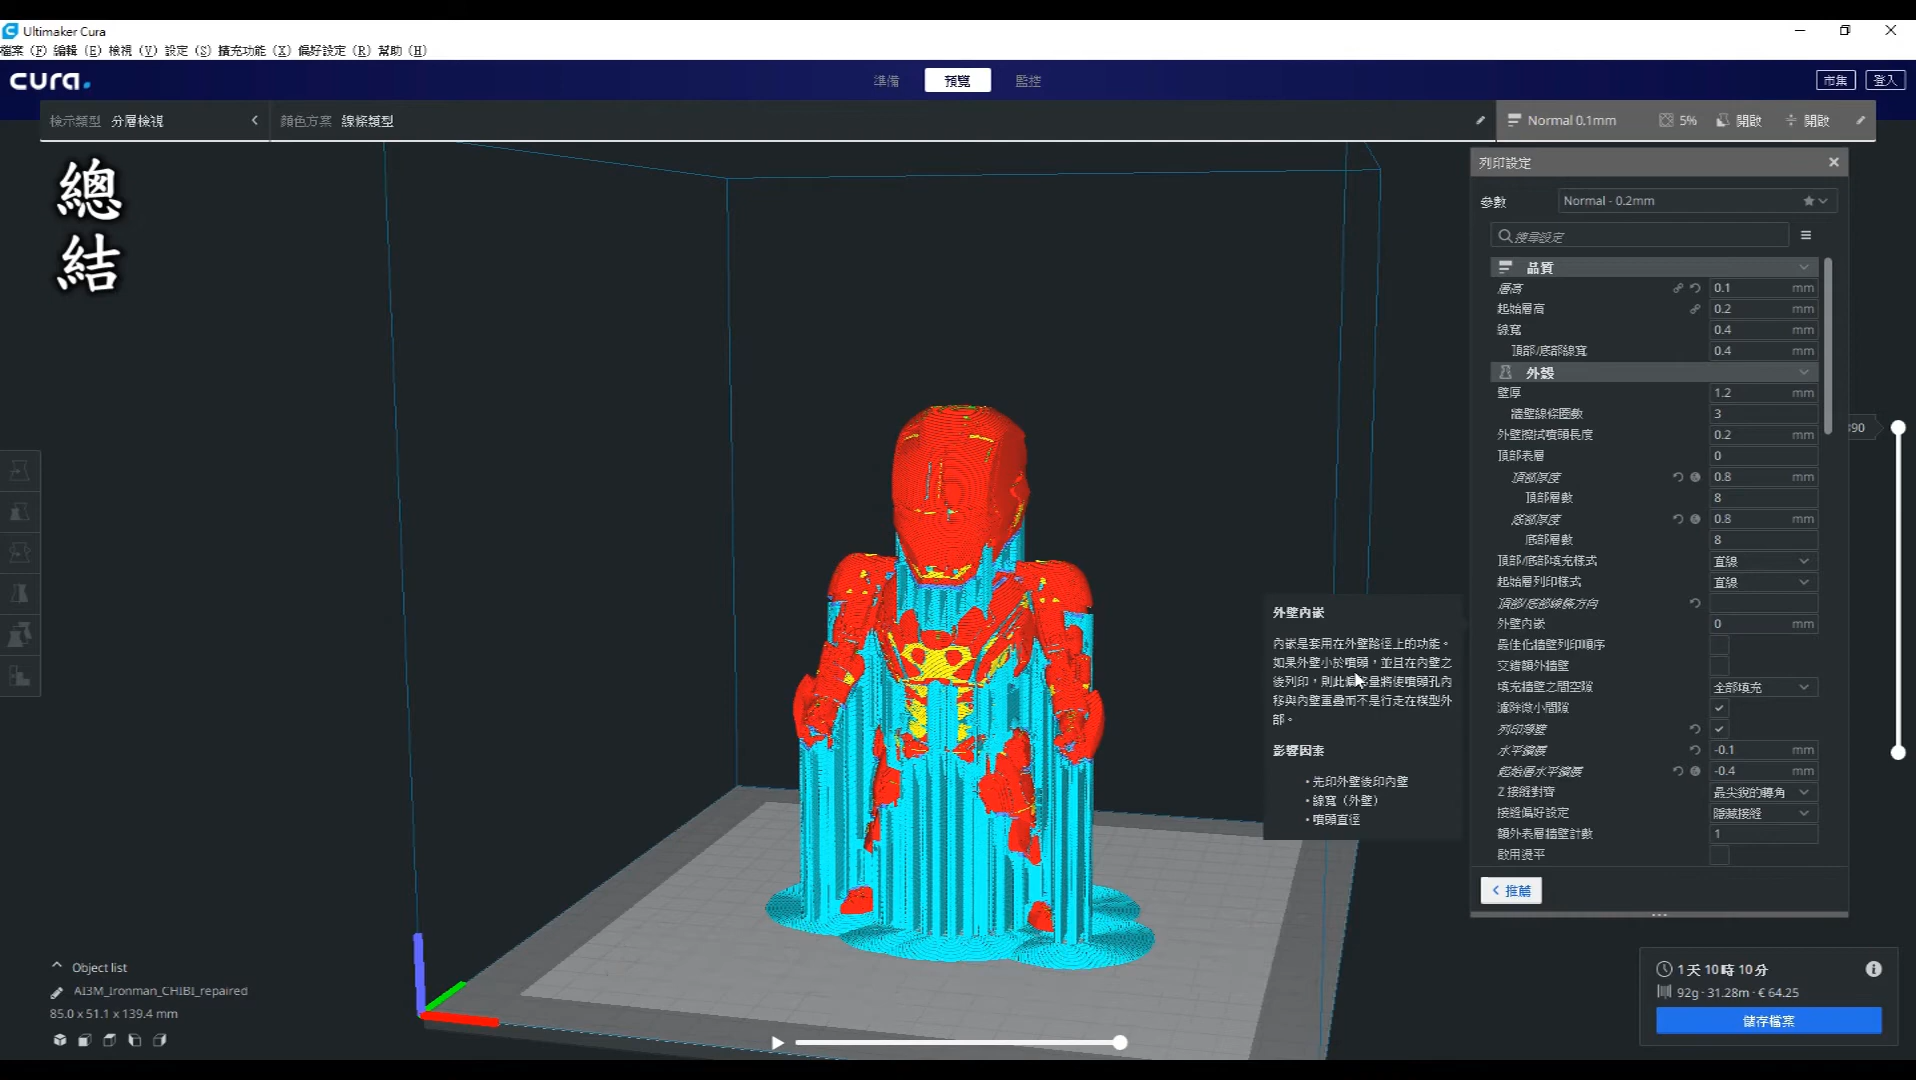 Ultimaker Cura
檔案 (F) 編輯 (E) 檢視 (V) 設定 (S) 擴充功能 (X) 偏好設定 (R) 幫助 (H)
cura.
準備 預覽 監控 市集 登入
檢示類型 分層檢視 顏色方案 線條類型 Normal 0.1mm 5% 開啟 開啟
總結
列印設定
參數 Normal - 0.2mm
搜尋設定
品質
層高 0.1 mm
起始層高 0.2 mm
線寬 0.4 mm
頂部/底部線寬 0.4 mm
外殼
壁厚 1.2 mm
牆壁線條圈數 3
外壁擦拭噴頭長度 0.2 mm
頂部表層 0
頂部厚度 0.8 mm
頂部層數 8
底部厚度 0.8 mm
底部層數 8
頂部/底部填充樣式 直線
起始層列印樣式 直線
頂部/底部線條方向
外壁內嵌 0 mm
最佳化牆壁列印順序
交錯額外牆壁
填充牆壁之間空隙 全部填充
濾除微小間隙
列印薄壁
水平擴展 -0.1 mm
起始層水平擴展 -0.4 mm
Z 接縫對齊 最尖銳的轉角
接縫偏好設定 隱藏接縫
額外表層牆壁計數 1
啟用燙平
推薦
390
外壁內嵌
內嵌是套用在外壁路徑上的功能。
如果外壁小於噴頭，並且在內壁之
後列印，則此偏移量將使噴頭孔內
移與內壁重疊而不是行走在模型外
部。
影響因素
• 先印外壁後印內壁
• 線寬（外壁）
• 噴頭直徑
Object list
AI3M_Ironman_CHIBI_repaired
85.0 x 51.1 x 139.4 mm
1 天 10 時 10 分
92g · 31.28m · € 64.25
儲存檔案